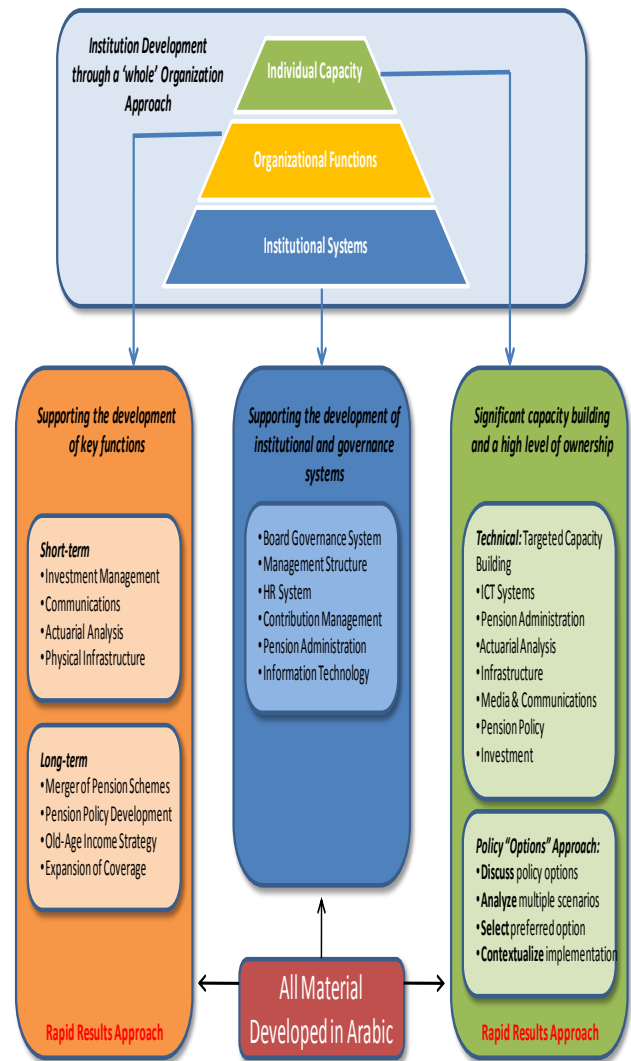 Institution Development
through a ‘whole’ Organization
Approach
Individual Capacity
Organizational Functions
Institutional Systems
Supporting the development
of key functions
Short-term
•Investment Management
•Communications
•Actuarial Analysis
•Physical Infrastructure
Long-term
•Merger of Pension Schemes
•Pension Policy Development
•Old-Age Income Strategy
•Expansion of Coverage
Rapid Results Approach
Supporting the development of
institutional and governance
systems
•Board Governance System
•Management Structure
•HR System
•Contribution Management
•Pension Administration
•Information Technology
All Material
Developed in Arabic
Significant capacity building
and a high level of ownership
Technical: Targeted Capacity
Building
•ICT Systems
•Pension Administration
•Actuarial Analysis
•Infrastructure
•Media & Communications
•Pension Policy
•Investment
Policy “Options” Approach:
•Discuss policy options
•Analyze multiple scenarios
•Select preferred option
•Contextualize implementation
Rapid Results Approach